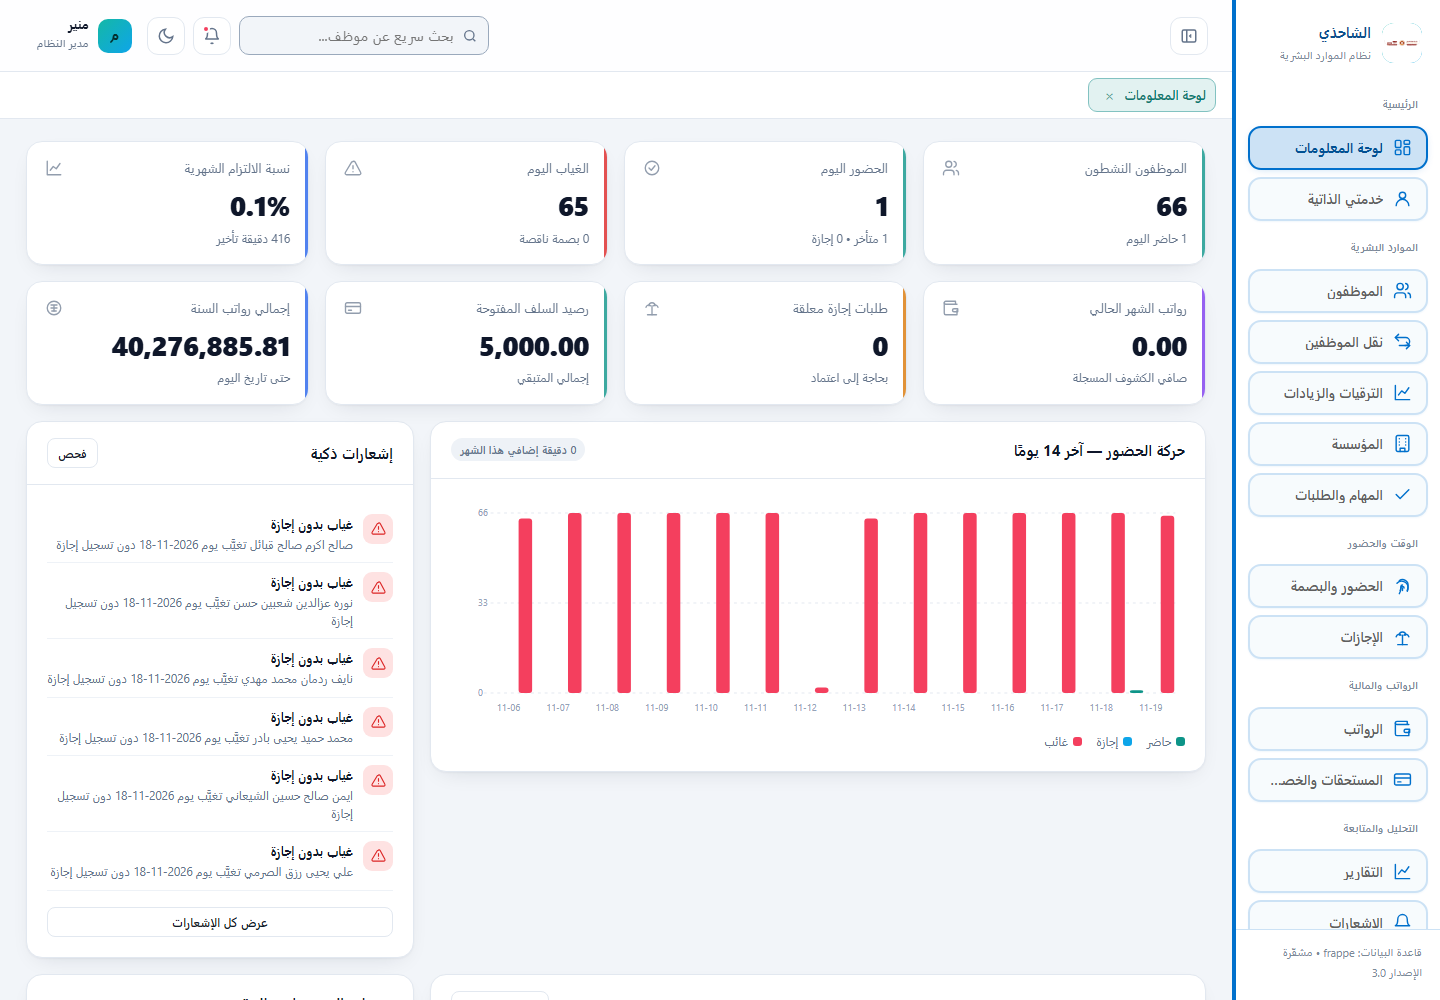 الشاحذي
نظام الموارد البشرية
الرئيسية
لوحة المعلومات
خدمتي الذاتية
الموارد البشرية
الموظفون
نقل الموظفين
الترقيات والزيادات
المؤسسة
المهام والطلبات
الوقت والحضور
الحضور والبصمة
الإجازات
الرواتب والمالية
الرواتب
المستحقات والخصـ...
التحليل والمتابعة
التقارير
الإشعارات
قاعدة البيانات: frappe • مشفّرة
الإصدار 3.0
بحث سريع عن موظف...
م
منير
مدير النظام
لوحة المعلومات ×
الموظفون النشطون
66
1 حاضر اليوم
الحضور اليوم
1
1 متأخر • 0 إجازة
الغياب اليوم
65
0 بصمة ناقصة
نسبة الالتزام الشهرية
0.1%
416 دقيقة تأخير
رواتب الشهر الحالي
0.00
صافي الكشوف المسجلة
طلبات إجازة معلقة
0
بحاجة إلى اعتماد
رصيد السلف المفتوحة
5,000.00
إجمالي المتبقي
إجمالي رواتب السنة
40,276,885.81
حتى تاريخ اليوم
حركة الحضور — آخر 14 يومًا
0 دقيقة إضافي هذا الشهر
66
33
0
11-06 11-07 11-08 11-09 11-10 11-11 11-12 11-13 11-14 11-15 11-16 11-17 11-18 11-19
حاضر
إجازة
غائب
إشعارات ذكية
فحص
غياب بدون إجازة
صالح اكرم صالح قبائل تغيَّب يوم 2026-11-18 دون تسجيل إجازة
غياب بدون إجازة
نوره عزالدين شعبين حسن تغيَّب يوم 2026-11-18 دون تسجيل
إجازة
غياب بدون إجازة
نايف ردمان محمد مهدي تغيَّب يوم 2026-11-18 دون تسجيل إجازة
غياب بدون إجازة
محمد حميد يحيى بادر تغيَّب يوم 2026-11-18 دون تسجيل إجازة
غياب بدون إجازة
ايمن صالح حسين الشيعاني تغيَّب يوم 2026-11-18 دون تسجيل
إجازة
غياب بدون إجازة
علي يحيى رزق الصرمي تغيَّب يوم 2026-11-18 دون تسجيل إجازة
عرض كل الإشعارات